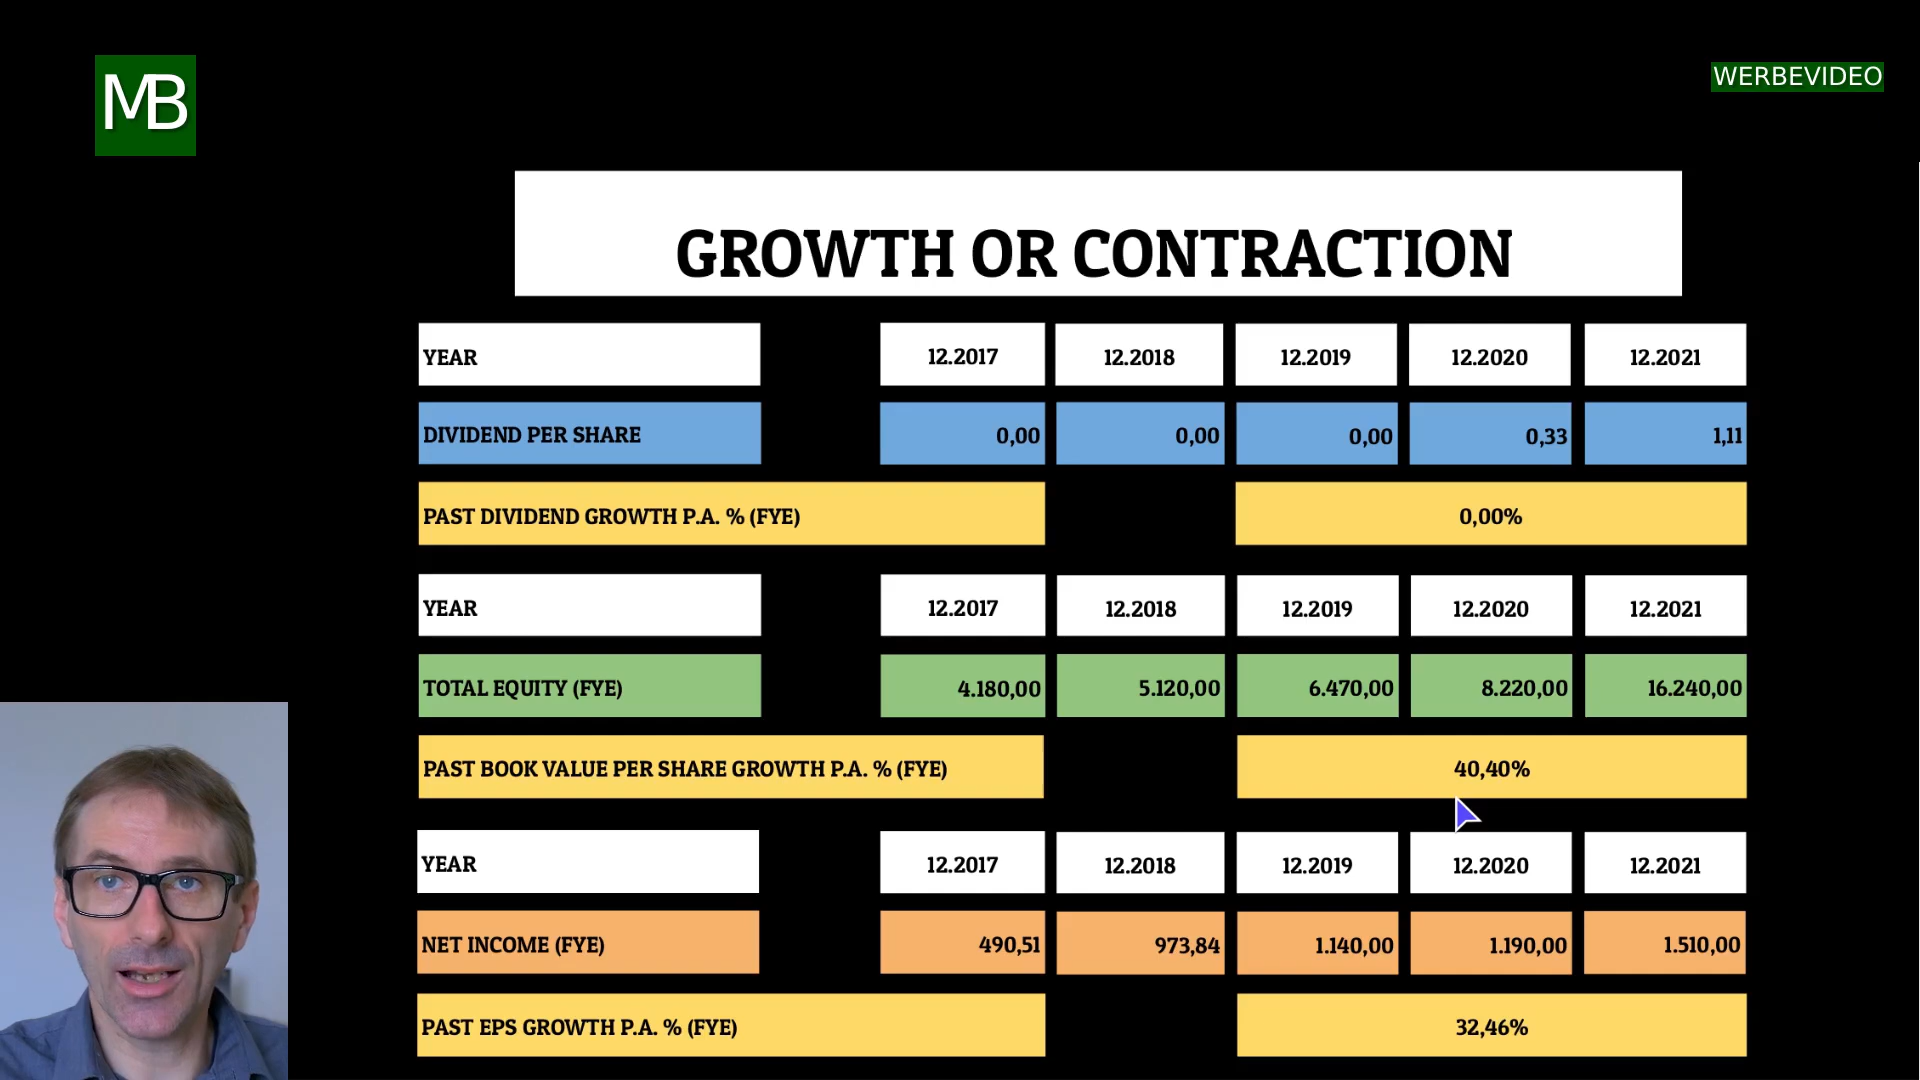 MB
WERBEVIDEO
GROWTH OR CONTRACTION
YEAR 12.2017 12.2018 12.2019 12.2020 12.2021
DIVIDEND PER SHARE 0,00 0,00 0,00 0,33 1,11
PAST DIVIDEND GROWTH P.A. % (FYE) 0,00%
YEAR 12.2017 12.2018 12.2019 12.2020 12.2021
TOTAL EQUITY (FYE) 4.180,00 5.120,00 6.470,00 8.220,00 16.240,00
PAST BOOK VALUE PER SHARE GROWTH P.A. % (FYE) 40,40%
YEAR 12.2017 12.2018 12.2019 12.2020 12.2021
NET INCOME (FYE) 490,51 973,84 1.140,00 1.190,00 1.510,00
PAST EPS GROWTH P.A. % (FYE) 32,46%